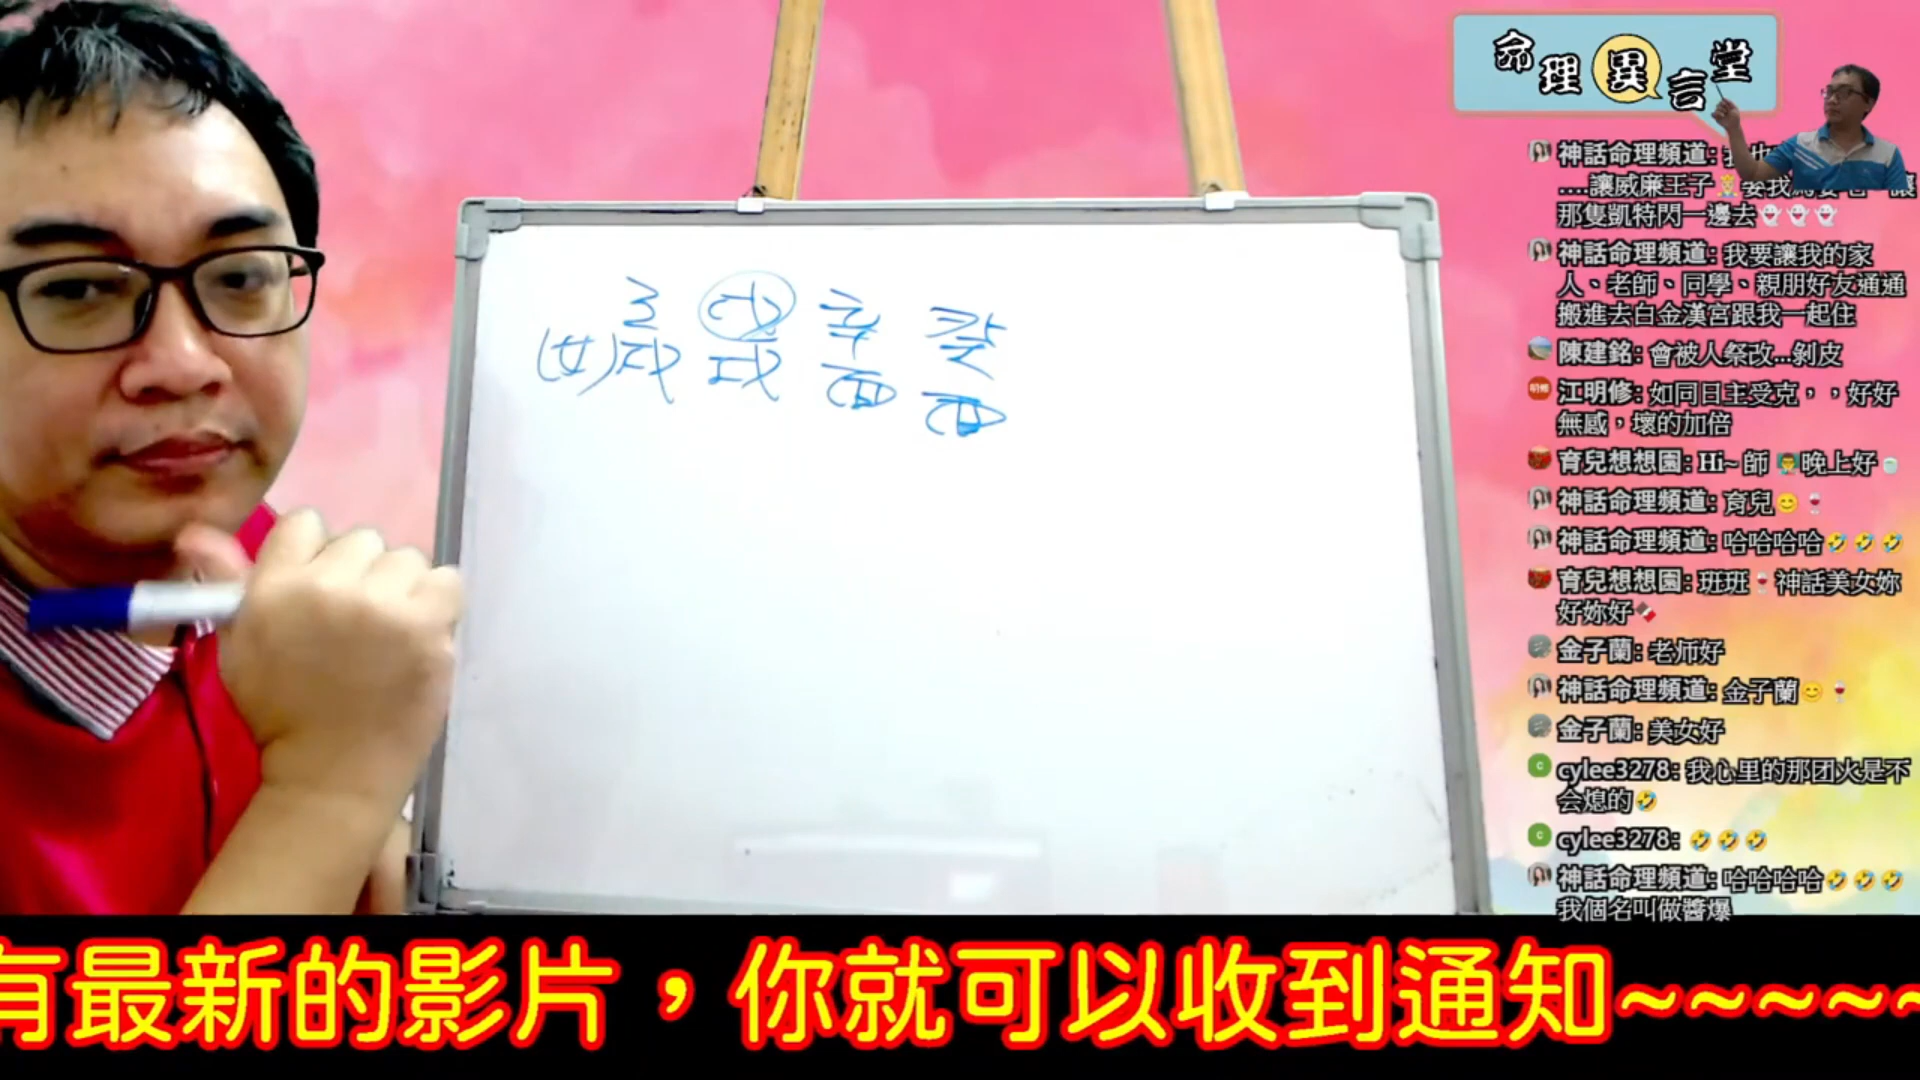 命理異言堂
辛 癸
(女) 戌 戌 酉 酉
神話命理頻道:
....讓威廉王子
那隻凱特閃一邊去👻👻👻
神話命理頻道: 我要讓我的家
人、老師、同學、親朋好友通通
搬進去白金漢宮跟我一起住
陳建銘: 會被人祭改...剝皮
江明修: 如同日主受克，，好好
無感，壞的加倍
育兒想想園: Hi~ 師👨‍🏫晚上好🍵
神話命理頻道: 育兒😊🍷
神話命理頻道: 哈哈哈哈🤣🤣🤣
育兒想想園: 班班🍷神話美女妳
好妳好🍫
金子蘭: 老师好
神話命理頻道: 金子蘭😊🍷
金子蘭: 美女好
cylee3278: 我心里的那团火是不
会熄的🤣
cylee3278: 🤣🤣🤣
神話命理頻道: 哈哈哈哈🤣🤣🤣
我個名叫做醬爆
有最新的影片，你就可以收到通知~~~~~